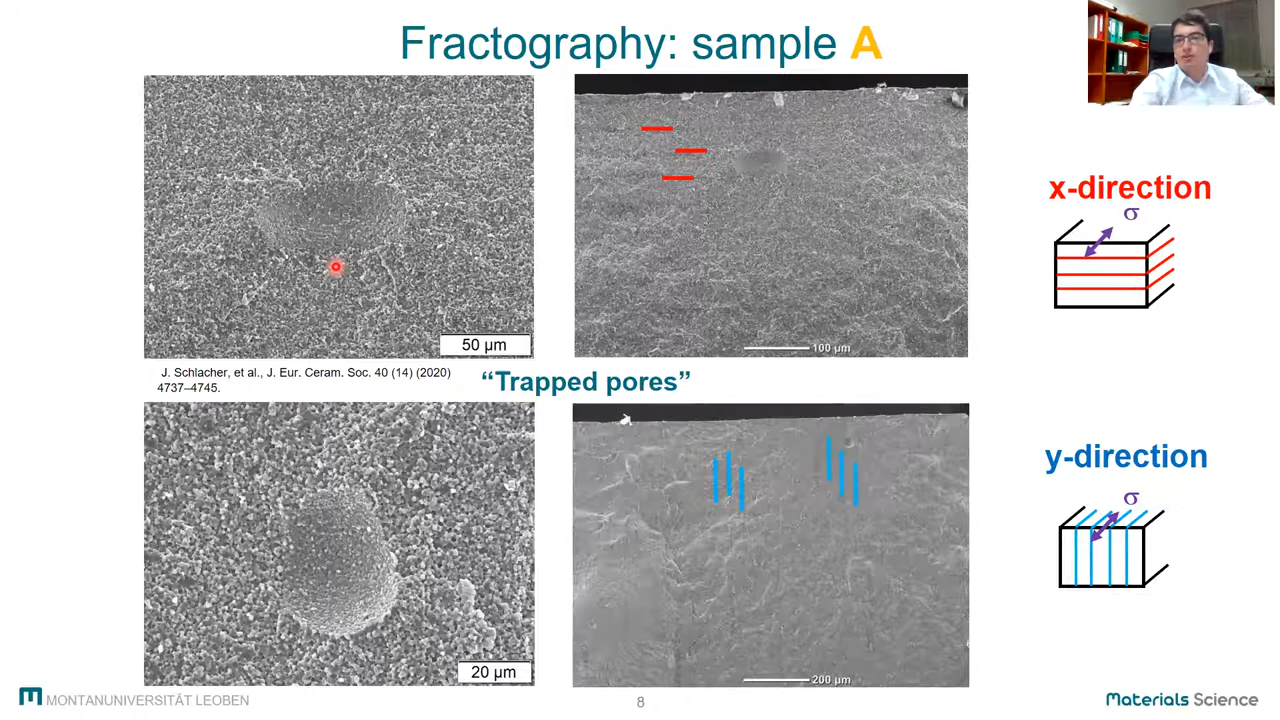 Fractography: sample A
50 µm
100 µm
x-direction
σ
J. Schlacher, et al., J. Eur. Ceram. Soc. 40 (14) (2020)
4737–4745.
“Trapped pores”
20 µm
200 µm
y-direction
σ
MONTANUNIVERSITÄT LEOBEN
8
Materials Science